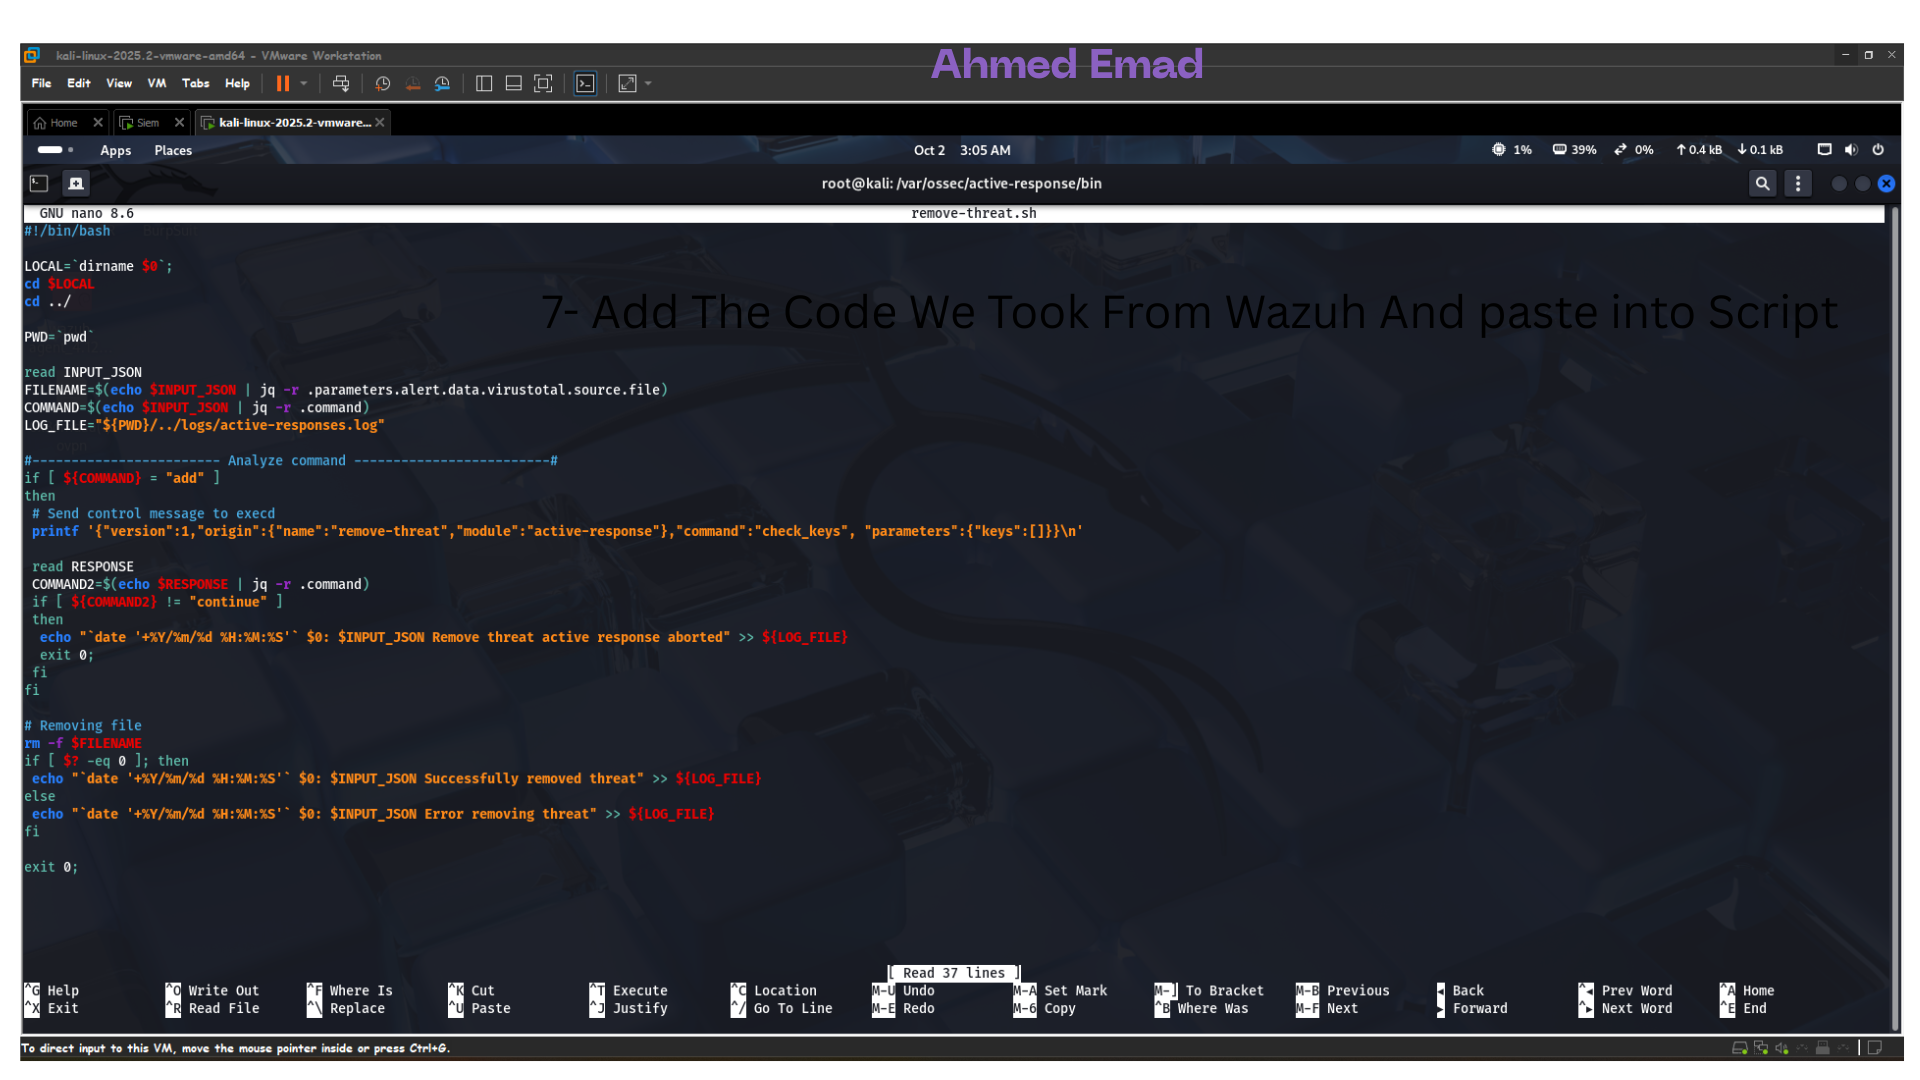 kali-linux-2025.2-vmware-amd64 - VMware Workstation
Ahmed Emad
File Edit View VM Tabs Help
Home Siem kali-linux-2025.2-vmware...
Apps Places Oct 2 3:05 AM 1% 39% 0% 0.4 kB 0.1 kB
root@kali: /var/ossec/active-response/bin
GNU nano 8.6 remove-threat.sh
#!/bin/bash
LOCAL=`dirname $0`;
cd $LOCAL
cd ../
7- Add The Code We Took From Wazuh And paste into Script
PWD=`pwd`
read INPUT_JSON
FILENAME=$(echo $INPUT_JSON | jq -r .parameters.alert.data.virustotal.source.file)
COMMAND=$(echo $INPUT_JSON | jq -r .command)
LOG_FILE="${PWD}/../logs/active-responses.log"
#------------------------ Analyze command -------------------------#
if [ ${COMMAND} = "add" ]
then
# Send control message to execd
printf '{"version":1,"origin":{"name":"remove-threat","module":"active-response"},"command":"check_keys", "parameters":{"keys":[]}}\n'
read RESPONSE
COMMAND2=$(echo $RESPONSE | jq -r .command)
if [ ${COMMAND2} != "continue" ]
then
echo "`date '+%Y/%m/%d %H:%M:%S'` $0: $INPUT_JSON Remove threat active response aborted" >> ${LOG_FILE}
exit 0;
fi
fi
# Removing file
rm -f $FILENAME
if [ $? -eq 0 ]; then
echo "`date '+%Y/%m/%d %H:%M:%S'` $0: $INPUT_JSON Successfully removed threat" >> ${LOG_FILE}
else
echo "`date '+%Y/%m/%d %H:%M:%S'` $0: $INPUT_JSON Error removing threat" >> ${LOG_FILE}
fi
exit 0;
[ Read 37 lines ]
^G Help ^O Write Out ^F Where Is ^K Cut ^T Execute ^C Location M-U Undo M-A Set Mark M-] To Bracket M-B Previous ◂ Back ^◂ Prev Word ^A Home
^X Exit ^R Read File ^\ Replace ^U Paste ^J Justify ^/ Go To Line M-E Redo M-6 Copy ^B Where Was M-F Next ▸ Forward ^▸ Next Word ^E End
To direct input to this VM, move the mouse pointer inside or press Ctrl+G.